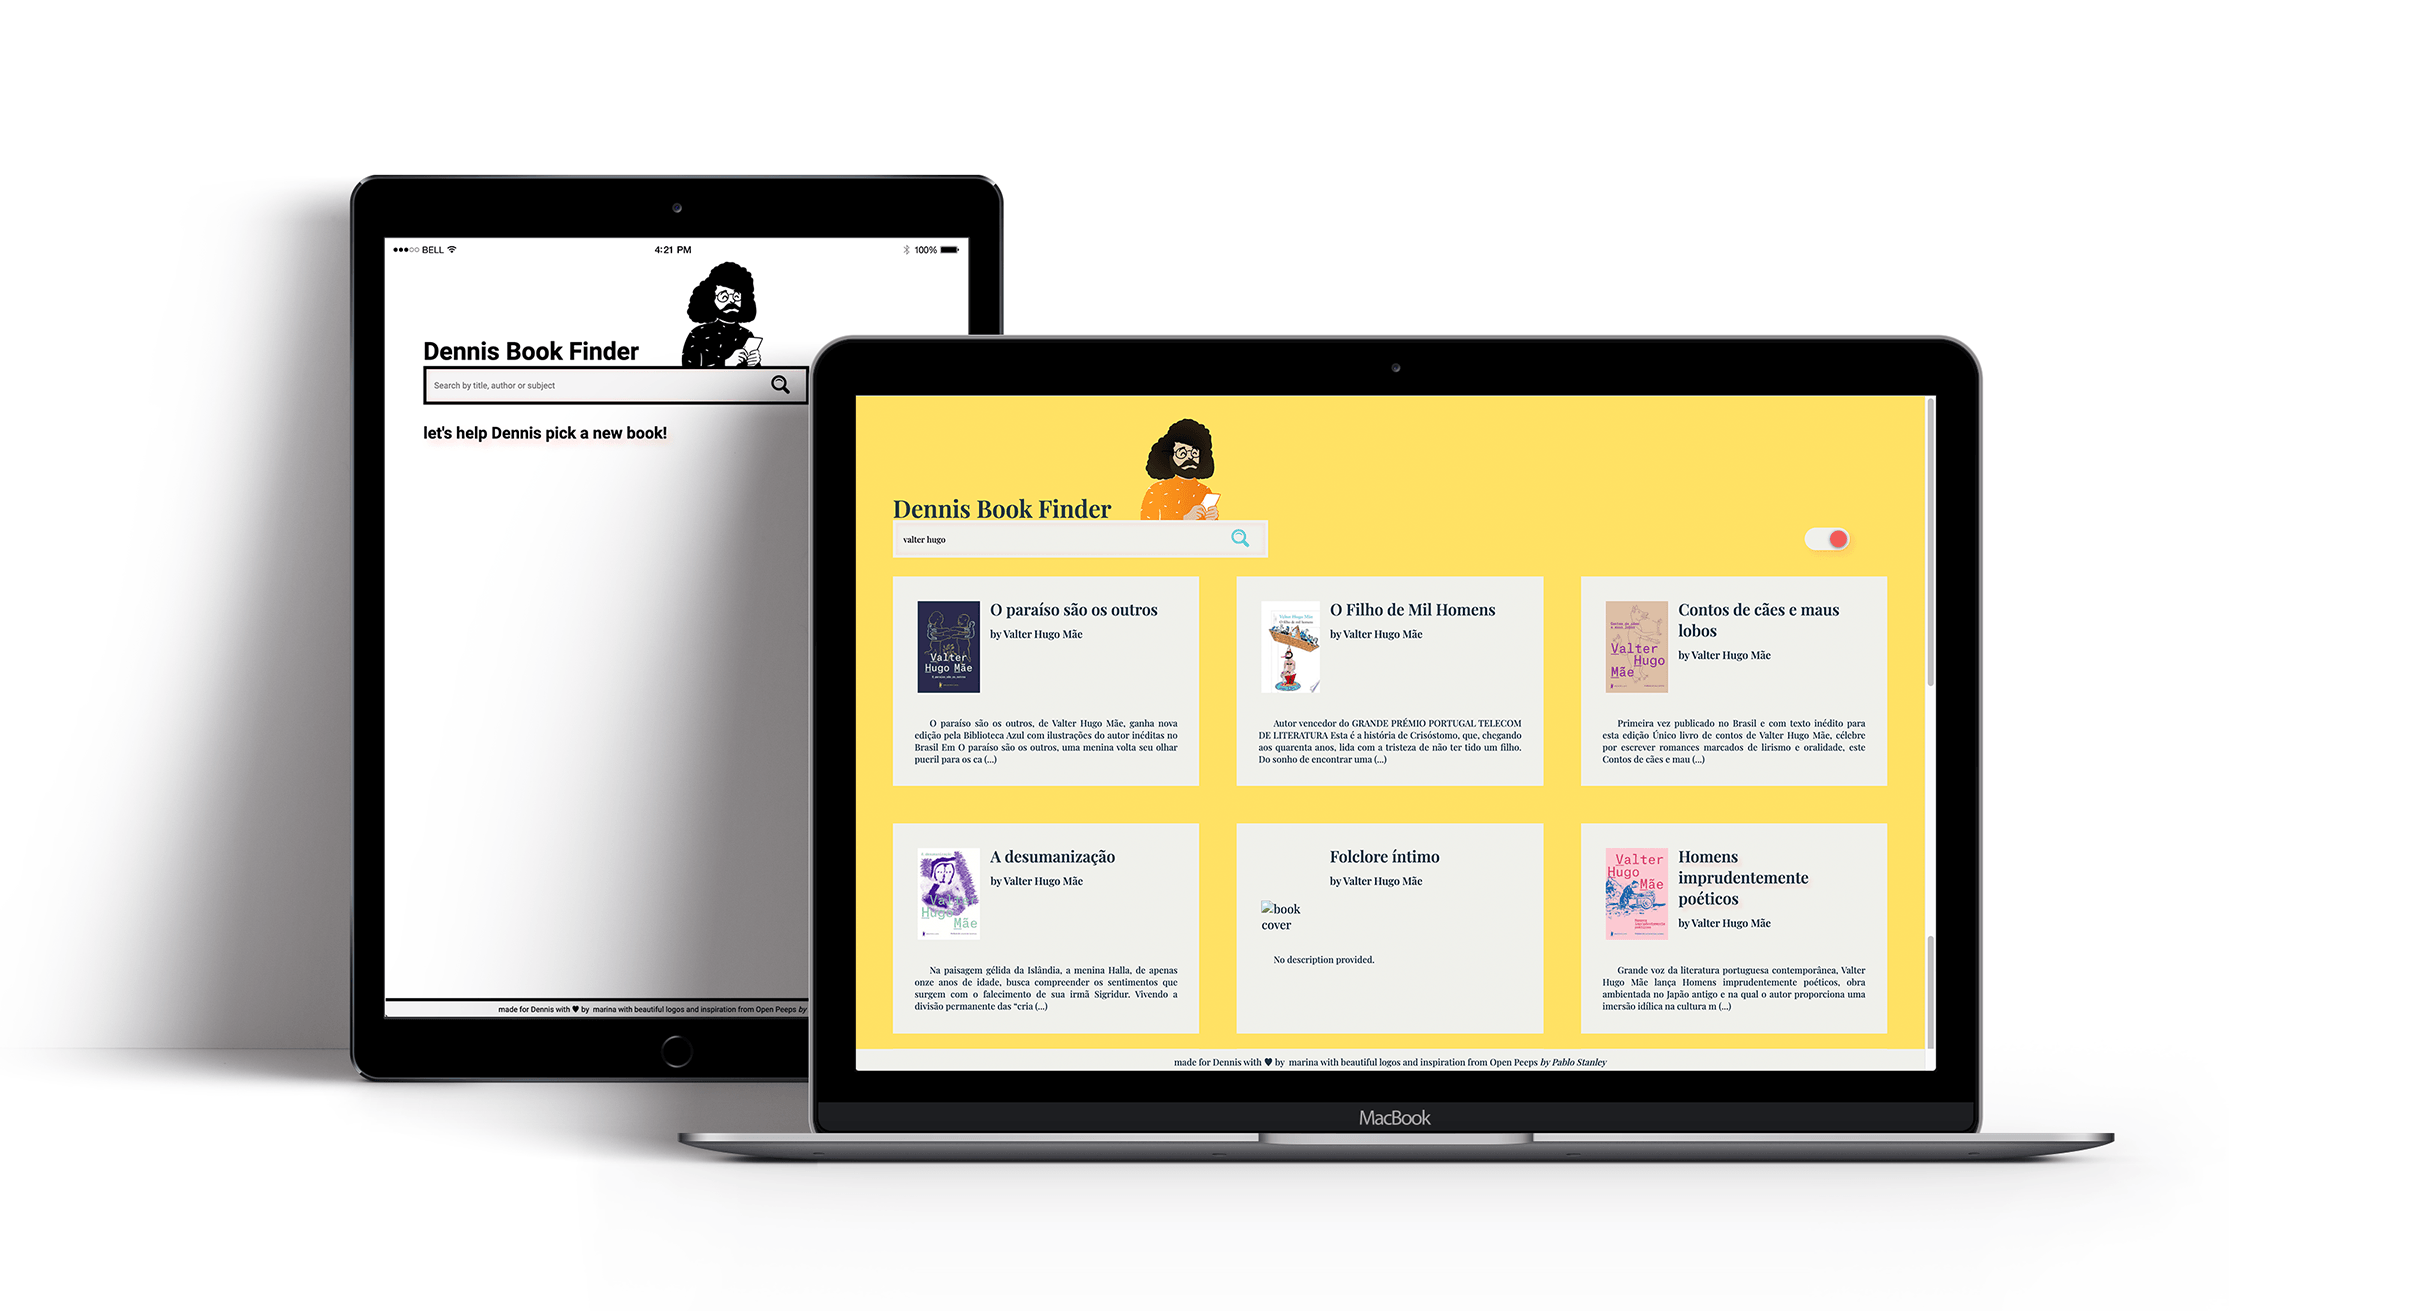 BELL
4:21 PM
100%
Dennis Book Finder
Search by title, author or subject
let's help Dennis pick a new book!
made for Dennis with ♥ by marina with beautiful logos and inspiration from Open Peeps by
Dennis Book Finder
valter hugo
O paraíso são os outros
by Valter Hugo Mãe
Valter
Hugo Mãe
O paraíso são os outros, de Valter Hugo Mãe, ganha nova
edição pela Biblioteca Azul com ilustrações do autor inéditas no
Brasil Em O paraíso são os outros, uma menina volta seu olhar
pueril para os ca (...)
O Filho de Mil Homens
by Valter Hugo Mãe
Valter Hugo Mãe
O filho de mil homens
Autor vencedor do GRANDE PRÉMIO PORTUGAL TELECOM
DE LITERATURA Esta é a história de Crisóstomo, que, chegando
aos quarenta anos, lida com a tristeza de não ter tido um filho.
Do sonho de encontrar uma (...)
Contos de cães e maus
lobos
by Valter Hugo Mãe
Contos de cães
e maus lobos
Valter
Hugo
Mãe
Primeira vez publicado no Brasil e com texto inédito para
esta edição Único livro de contos de Valter Hugo Mãe, célebre
por escrever romances marcados de lirismo e oralidade, este
Contos de cães e mau (...)
A desumanização
by Valter Hugo Mãe
Valter
Hugo
Mãe
Na paisagem gélida da Islândia, a menina Halla, de apenas
onze anos de idade, busca compreender os sentimentos que
surgem com o falecimento de sua irmã Sigridur. Vivendo a
divisão permanente das “cria (...)
Folclore íntimo
by Valter Hugo Mãe
book
cover
No description provided.
Homens
imprudentemente
poéticos
by Valter Hugo Mãe
Valter
Hugo
Mãe
Grande voz da literatura portuguesa contemporânea, Valter
Hugo Mãe lança Homens imprudentemente poéticos, obra
ambientada no Japão antigo e na qual o autor proporciona uma
imersão idílica na cultura m (...)
made for Dennis with ♥ by marina with beautiful logos and inspiration from Open Peeps by Pablo Stanley
MacBook